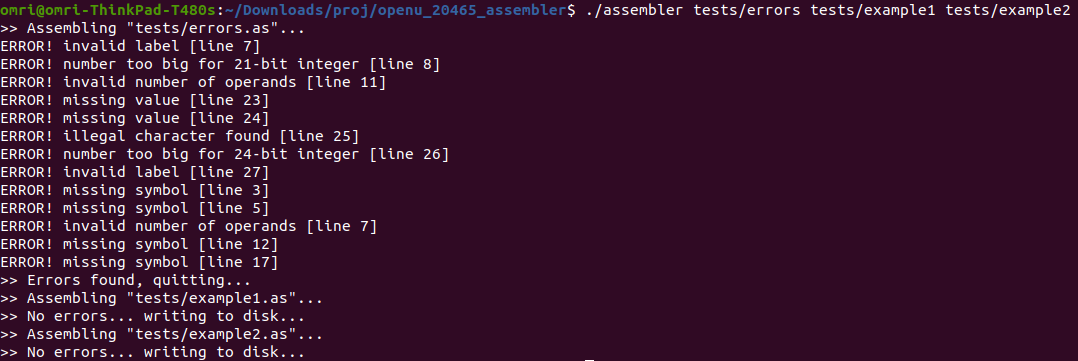 omri@omri-ThinkPad-T480s:~/Downloads/proj/openu_20465_assembler$ ./assembler tests/errors tests/example1 tests/example2
>> Assembling "tests/errors.as"...
ERROR! invalid label [line 7]
ERROR! number too big for 21-bit integer [line 8]
ERROR! invalid number of operands [line 11]
ERROR! missing value [line 23]
ERROR! missing value [line 24]
ERROR! illegal character found [line 25]
ERROR! number too big for 24-bit integer [line 26]
ERROR! invalid label [line 27]
ERROR! missing symbol [line 3]
ERROR! missing symbol [line 5]
ERROR! invalid number of operands [line 7]
ERROR! missing symbol [line 12]
ERROR! missing symbol [line 17]
>> Errors found, quitting...
>> Assembling "tests/example1.as"...
>> No errors... writing to disk...
>> Assembling "tests/example2.as"...
>> No errors... writing to disk...